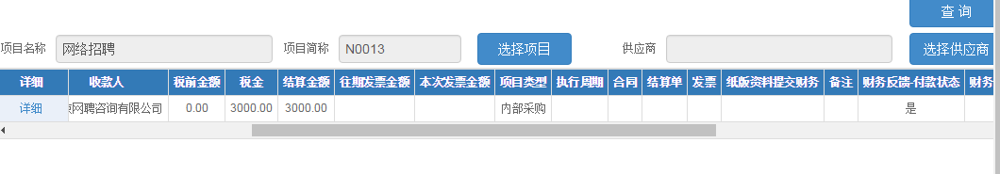 查 询
项目名称 网络招聘 项目简称 N0013 选择项目 供应商 选择供应商
详细 收款人 税前金额 税金 结算金额 往期发票金额 本次发票金额 项目类型 执行周期 合同 结算单 发票 纸版资料提交财务 备注 财务反馈-付款状态 财务
详细 网聘咨询有限公司 0.00 3000.00 3000.00 内部采购 是